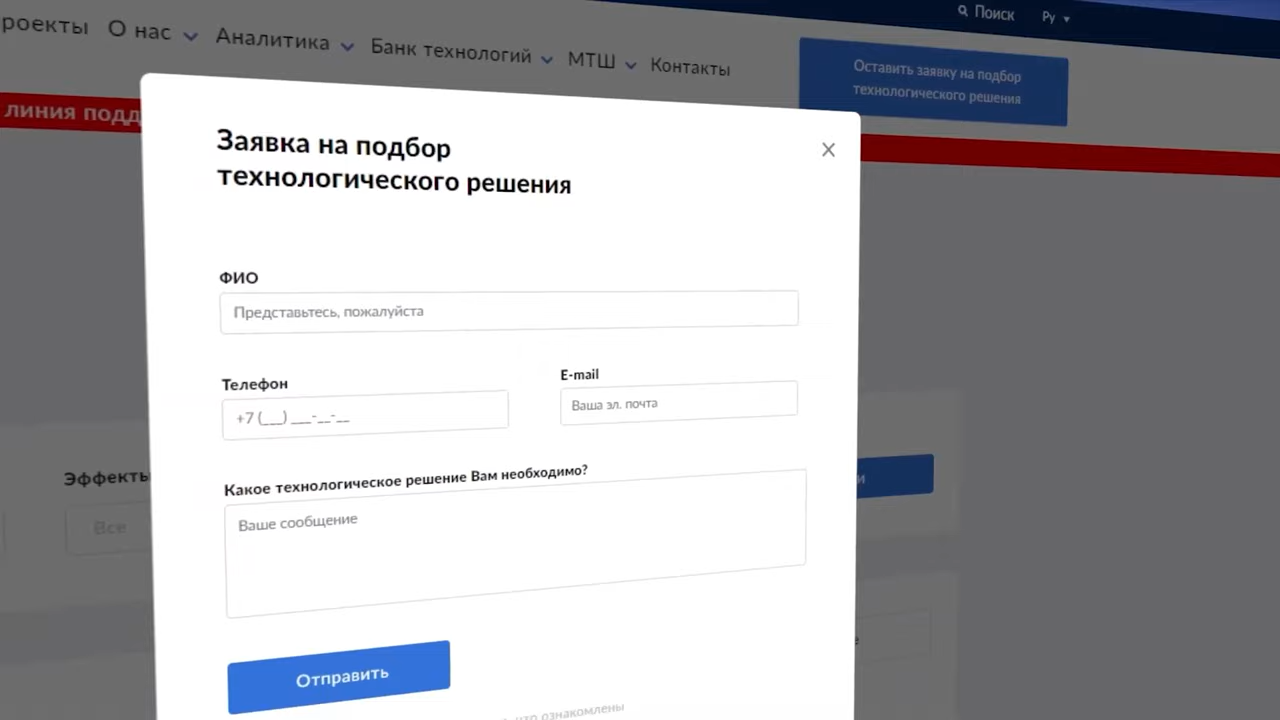 Поиск
Ру
О нас
Аналитика
Банк технологий
МТШ
Контакты
Оставить заявку на подбор
технологического решения
линия
Заявка на подбор
технологического решения
ФИО
Представьтесь, пожалуйста
Телефон
E-mail
+7 (___) ___-__-__
Ваша эл. почта
Эффекты
Все
Какое технологическое решение Вам необходимо?
Ваше сообщение
Отправить
что ознакомлены